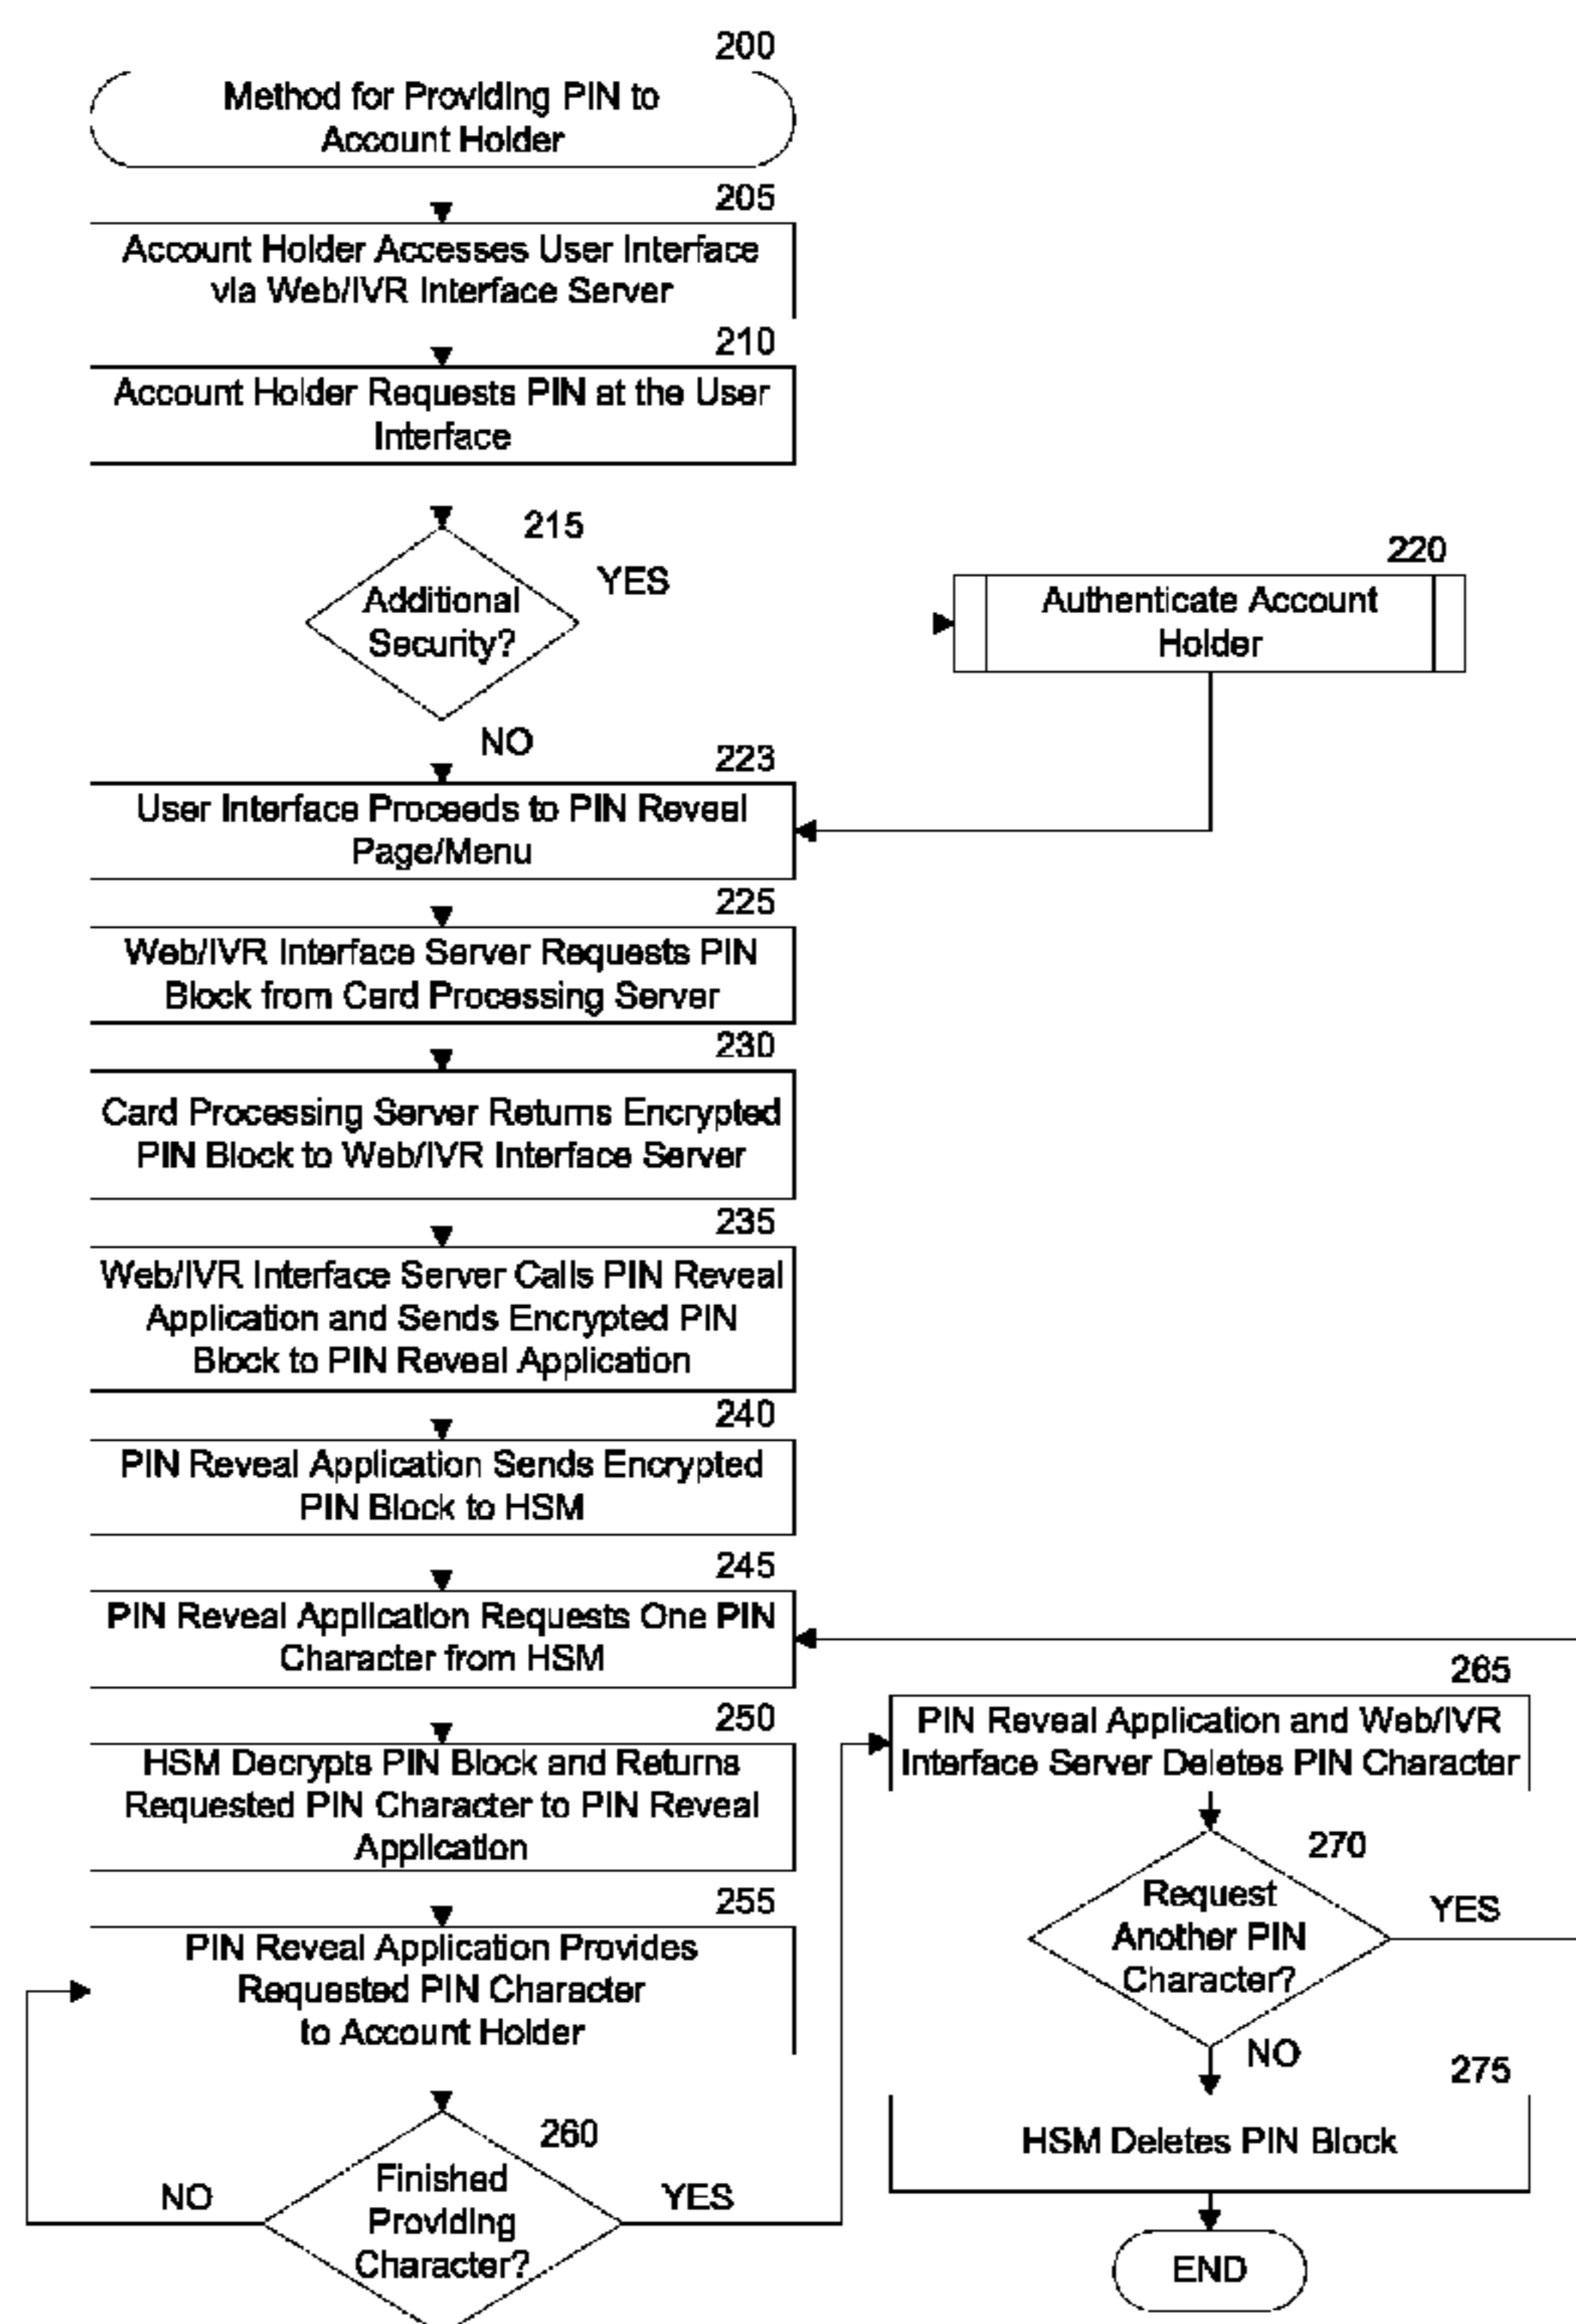 200
Method for Providing PIN to
Account Holder
205
Account Holder Accesses User Interface
via Web/IVR Interface Server
210
Account Holder Requests PIN at the User
Interface
215
Additional
Security?
YES
NO
220
Authenticate Account
Holder
223
User Interface Proceeds to PIN Reveal
Page/Menu
225
Web/IVR Interface Server Requests PIN
Block from Card Processing Server
230
Card Processing Server Returns Encrypted
PIN Block to Web/IVR Interface Server
235
Web/IVR Interface Server Calls PIN Reveal
Application and Sends Encrypted PIN
Block to PIN Reveal Application
240
PIN Reveal Application Sends Encrypted
PIN Block to HSM
245
PIN Reveal Application Requests One PIN
Character from HSM
250
HSM Decrypts PIN Block and Returns
Requested PIN Character to PIN Reveal
Application
255
PIN Reveal Application Provides
Requested PIN Character
to Account Holder
260
Finished
Providing
Character?
NO
YES
265
PIN Reveal Application and Web/IVR
Interface Server Deletes PIN Character
270
Request
Another PIN
Character?
YES
NO
275
HSM Deletes PIN Block
END